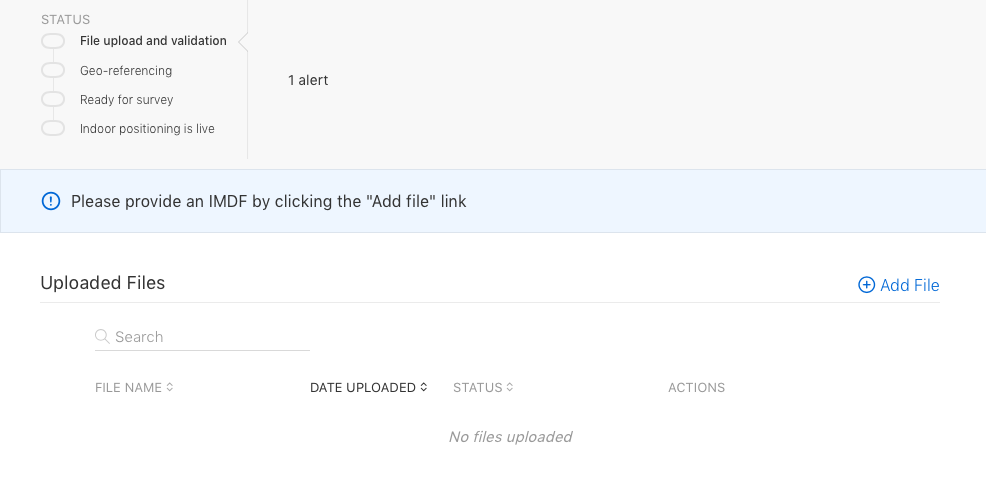 STATUS
File upload and validation
Geo-referencing
Ready for survey
Indoor positioning is live
1 alert
Please provide an IMDF by clicking the "Add file" link
Uploaded Files
Add File
Search
FILE NAME
DATE UPLOADED
STATUS
ACTIONS
No files uploaded